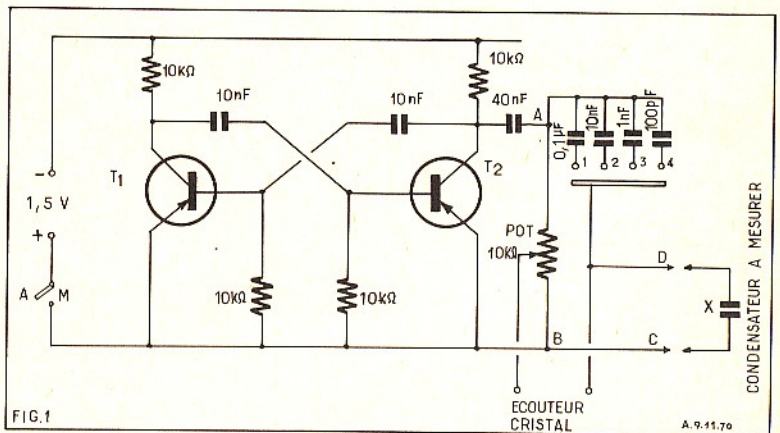 10kΩ
10kΩ
10nF
10nF
40nF
A
0,1µF
10nF
1nF
100pF
1
2
3
4
T1
T2
-
1,5 V
+
A
M
POT
10kΩ
10kΩ
10kΩ
D
X
B
C
CONDENSATEUR A MESURER
ECOUTEUR
CRISTAL
FIG.1
A.9.11.70